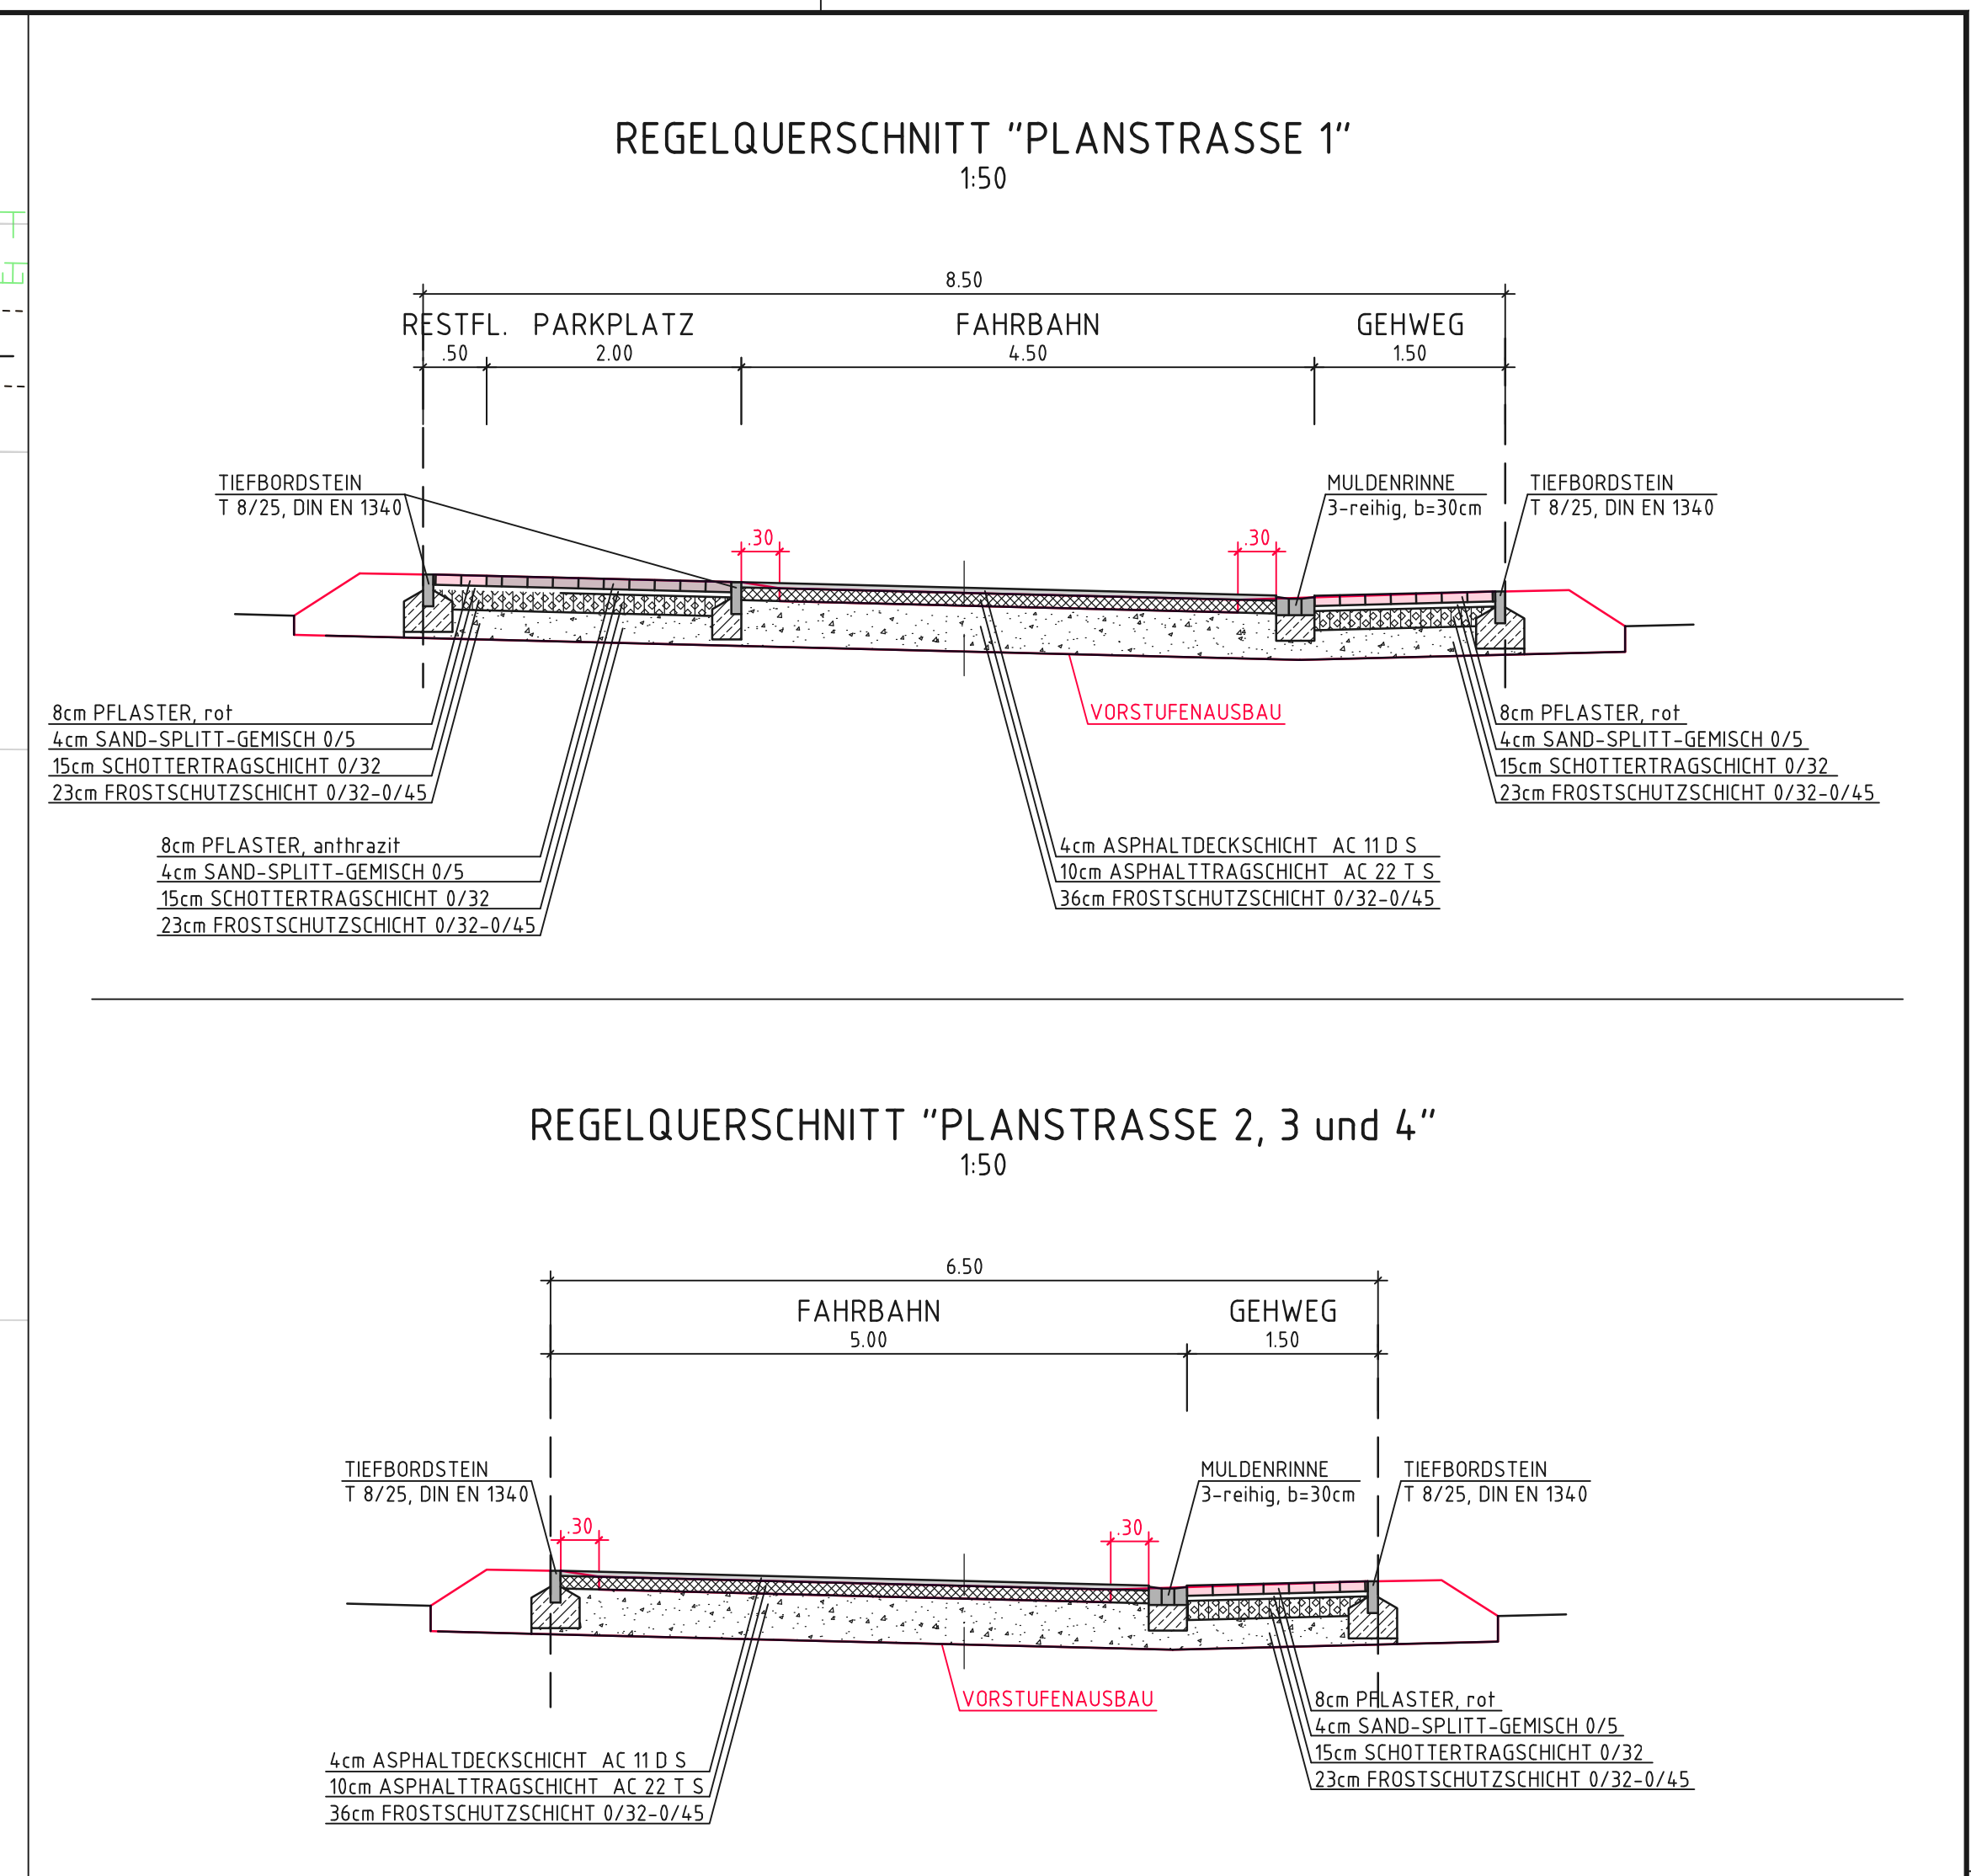 REGELQUERSCHNITT "PLANSTRASSE 1"
1:50
8.50
RESTFL. PARKPLATZ FAHRBAHN GEHWEG
.50 2.00 4.50 1.50
TIEFBORDSTEIN
T 8/25, DIN EN 1340
MULDENRINNE
3-reihig, b=30cm
TIEFBORDSTEIN
T 8/25, DIN EN 1340
.30 .30
VORSTUFENAUSBAU
8cm PFLASTER, rot
4cm SAND-SPLITT-GEMISCH 0/5
15cm SCHOTTERTRAGSCHICHT 0/32
23cm FROSTSCHUTZSCHICHT 0/32-0/45
8cm PFLASTER, rot
4cm SAND-SPLITT-GEMISCH 0/5
15cm SCHOTTERTRAGSCHICHT 0/32
23cm FROSTSCHUTZSCHICHT 0/32-0/45
8cm PFLASTER, anthrazit
4cm SAND-SPLITT-GEMISCH 0/5
15cm SCHOTTERTRAGSCHICHT 0/32
23cm FROSTSCHUTZSCHICHT 0/32-0/45
4cm ASPHALTDECKSCHICHT AC 11 D S
10cm ASPHALTTRAGSCHICHT AC 22 T S
36cm FROSTSCHUTZSCHICHT 0/32-0/45
REGELQUERSCHNITT "PLANSTRASSE 2, 3 und 4"
1:50
6.50
FAHRBAHN GEHWEG
5.00 1.50
TIEFBORDSTEIN
T 8/25, DIN EN 1340
MULDENRINNE
3-reihig, b=30cm
TIEFBORDSTEIN
T 8/25, DIN EN 1340
.30 .30
VORSTUFENAUSBAU
8cm PFLASTER, rot
4cm SAND-SPLITT-GEMISCH 0/5
15cm SCHOTTERTRAGSCHICHT 0/32
23cm FROSTSCHUTZSCHICHT 0/32-0/45
4cm ASPHALTDECKSCHICHT AC 11 D S
10cm ASPHALTTRAGSCHICHT AC 22 T S
36cm FROSTSCHUTZSCHICHT 0/32-0/45